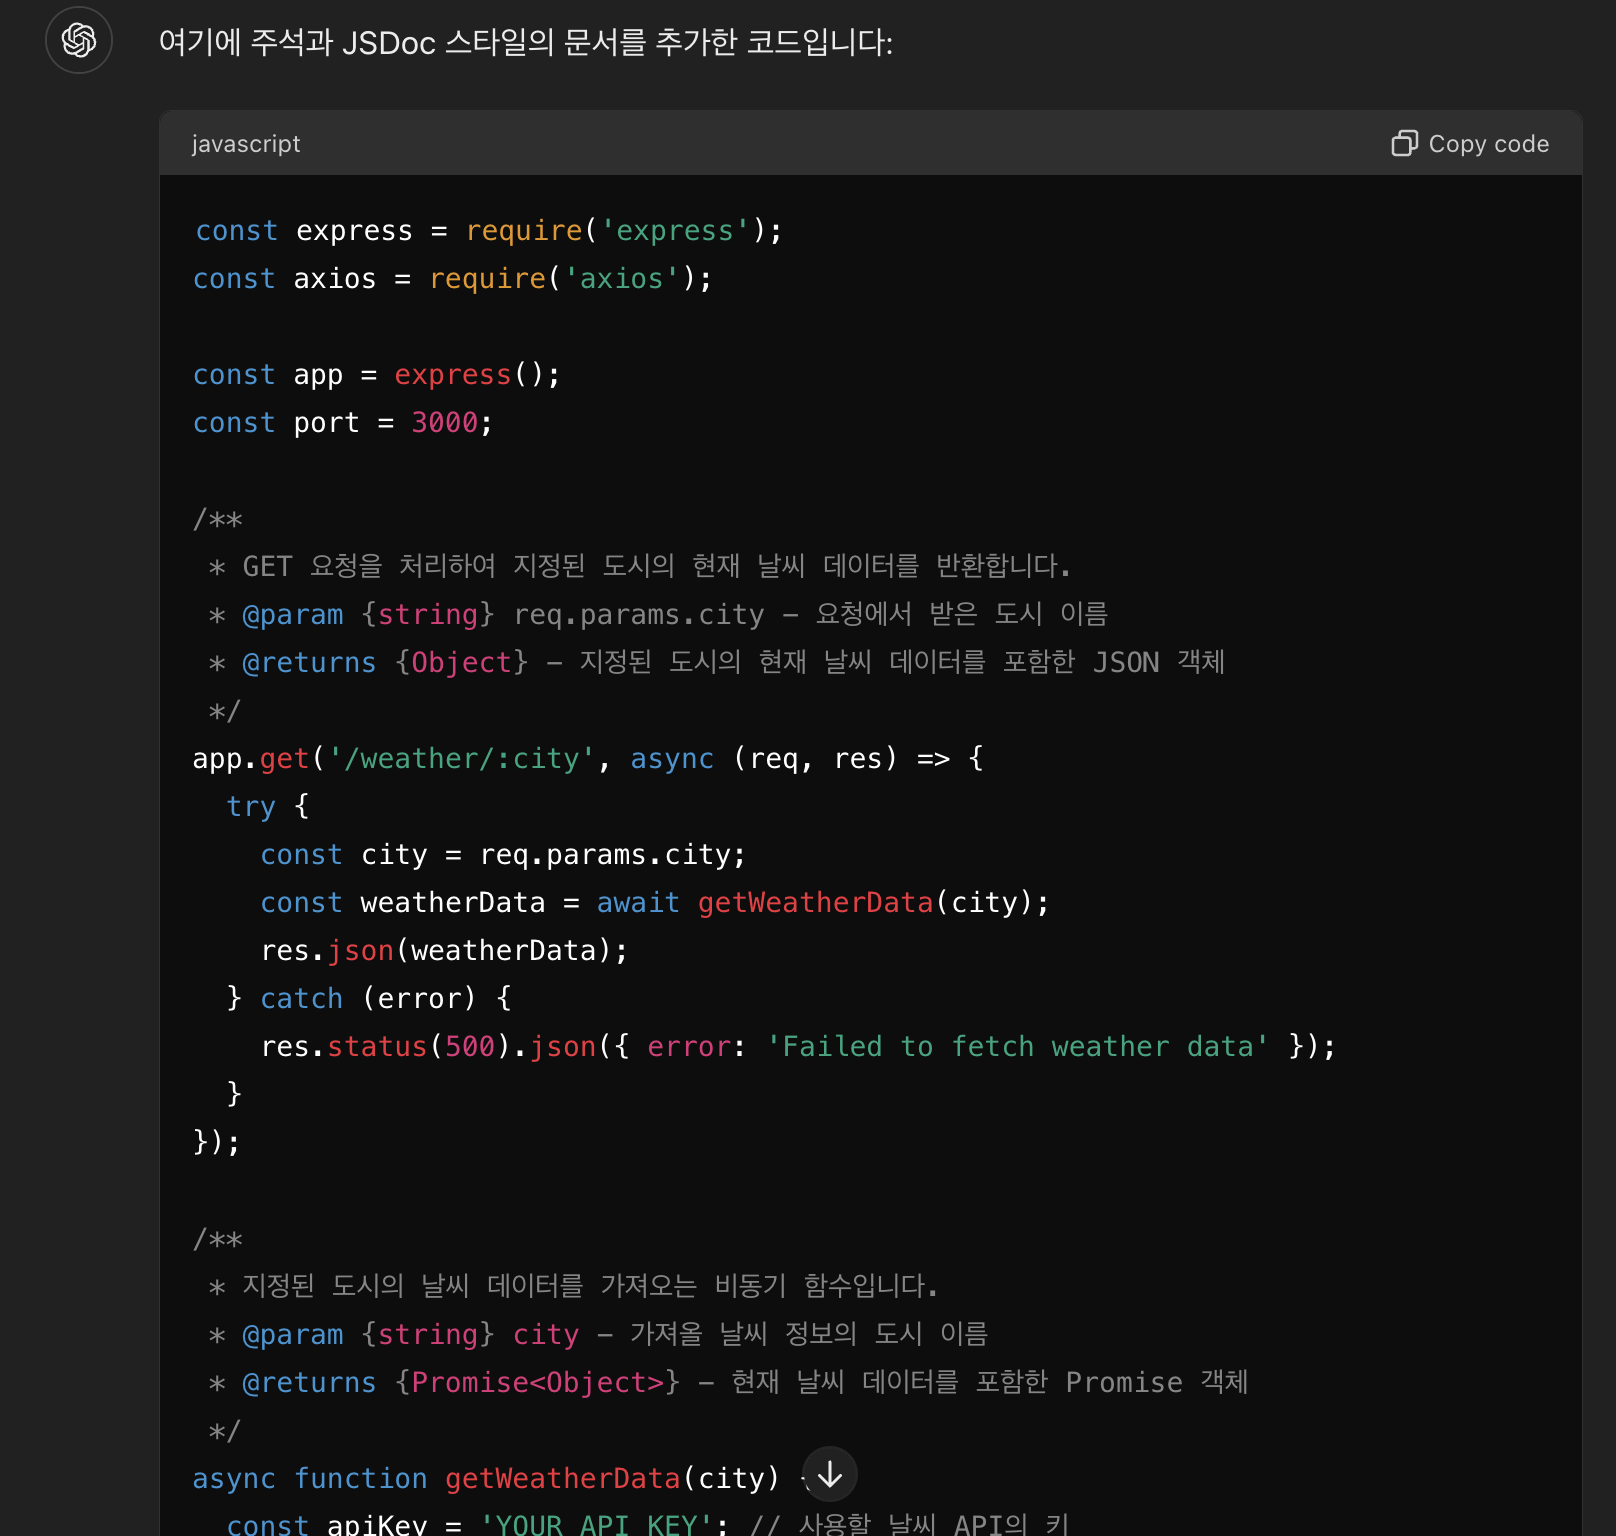 여기에 주석과 JSDoc 스타일의 문서를 추가한 코드입니다:
javascript
Copy code
const express = require('express');
const axios = require('axios');
const app = express();
const port = 3000;
/**
 * GET 요청을 처리하여 지정된 도시의 현재 날씨 데이터를 반환합니다.
 * @param {string} req.params.city - 요청에서 받은 도시 이름
 * @returns {Object} - 지정된 도시의 현재 날씨 데이터를 포함한 JSON 객체
 */
app.get('/weather/:city', async (req, res) => {
  try {
    const city = req.params.city;
    const weatherData = await getWeatherData(city);
    res.json(weatherData);
  } catch (error) {
    res.status(500).json({ error: 'Failed to fetch weather data' });
  }
});
/**
 * 지정된 도시의 날씨 데이터를 가져오는 비동기 함수입니다.
 * @param {string} city - 가져올 날씨 정보의 도시 이름
 * @returns {Promise<Object>} - 현재 날씨 데이터를 포함한 Promise 객체
 */
async function getWeatherData(city) {
  const apiKey = 'YOUR_API_KEY'; // 사용할 날씨 API의 키